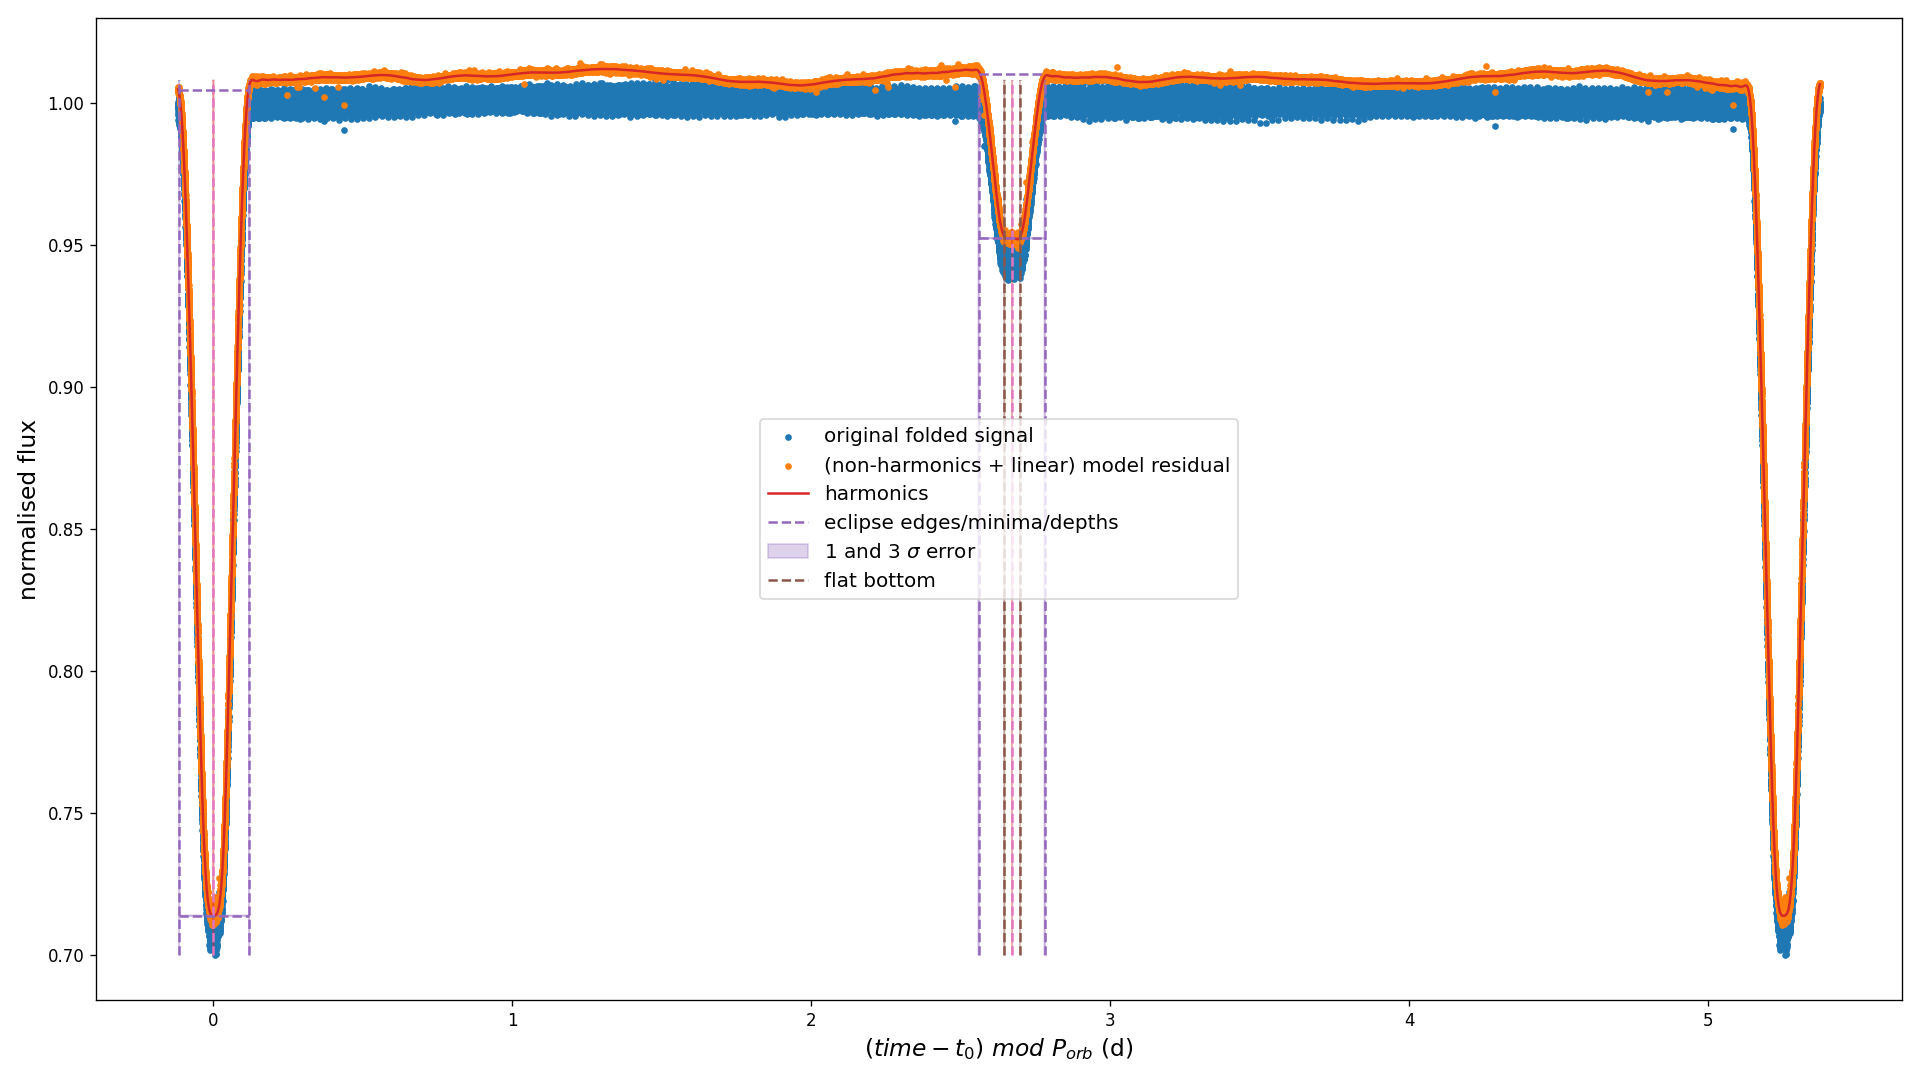 normalised flux
1.00
0.95
0.90
0.85
0.80
0.75
0.70
original folded signal
(non-harmonics + linear) model residual
harmonics
eclipse edges/minima/depths
1 and 3 σ error
flat bottom
0 1 2 3 4 5
(time − t₀) mod Pₒᵣb (d)